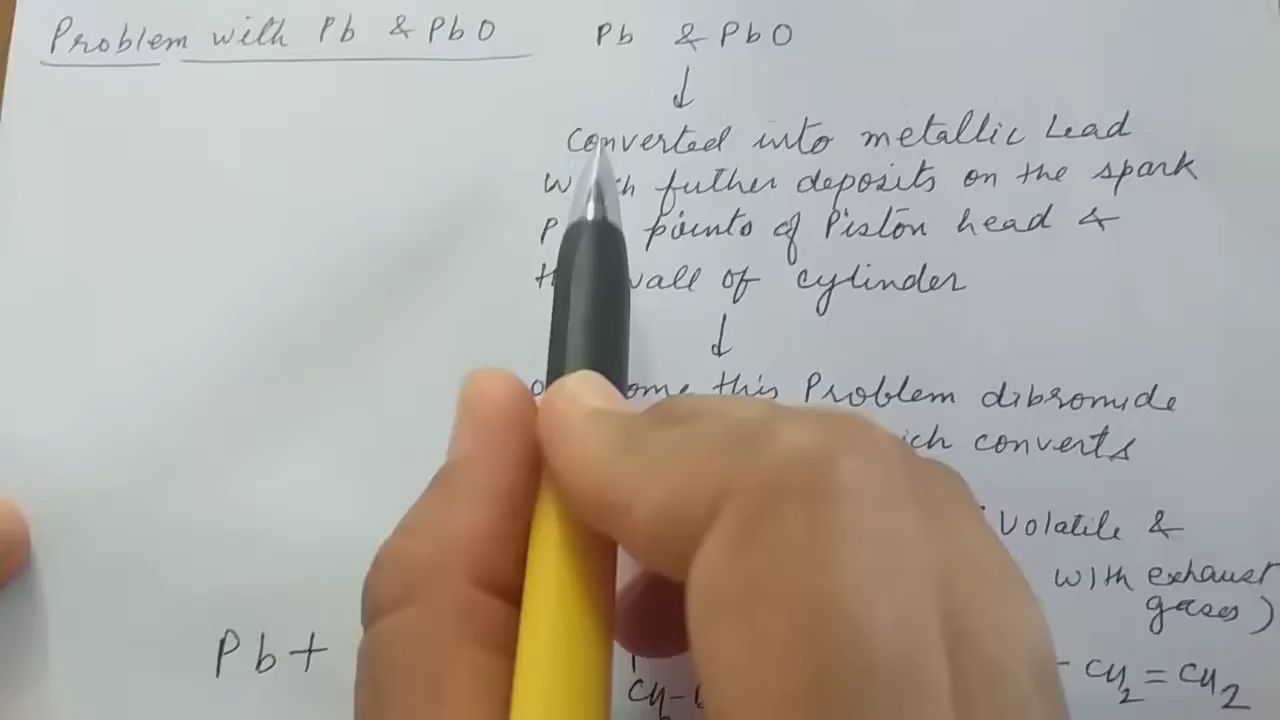 Problem with Pb & PbO
Pb & PbO
↓
Converted into metallic Lead
futher deposits on the spark
points of Piston head &
wall of cylinder
↓
this Problem dibromide
converts
Volatile &
with exhaust
gases)
Pb+
CH2 = CH2